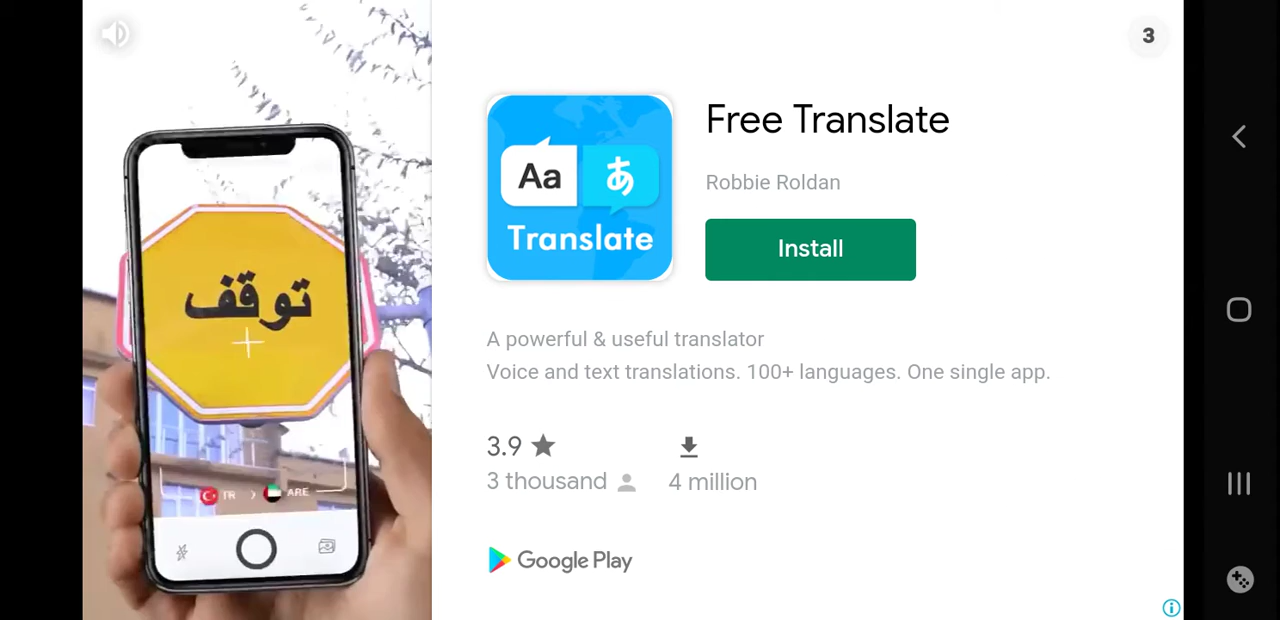 3
توقف
TR > ARE
Aa あ
Translate
Free Translate
Robbie Roldan
Install
A powerful & useful translator
Voice and text translations. 100+ languages. One single app.
3.9 ★
3 thousand
4 million
Google Play